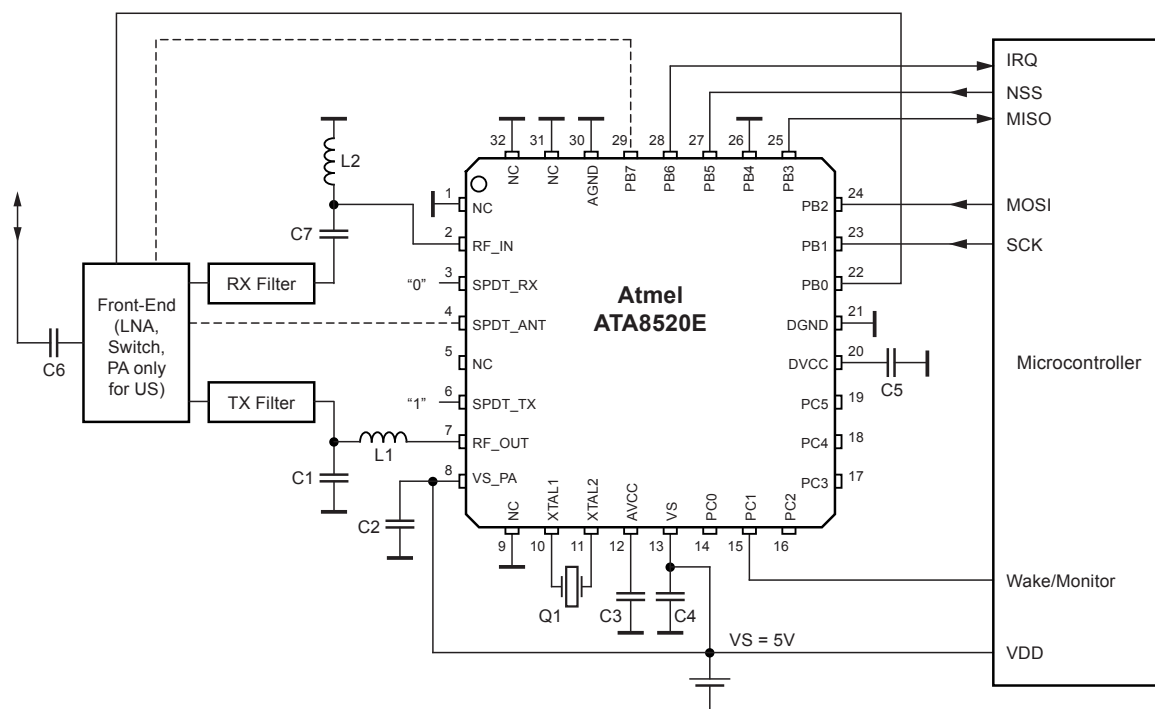 IRQ
NSS
MISO
MOSI
SCK
Microcontroller
Wake/Monitor
VDD
32
31
30
29
28
27
26
25
NC
NC
AGND
PB7
PB6
PB5
PB4
PB3
L2
C7
RX Filter
Front-End
(LNA,
Switch,
PA only
for US)
C6
TX Filter
C1
L1
C2
"0"
"1"
1
NC
2
RF_IN
3
SPDT_RX
4
SPDT_ANT
5
NC
6
SPDT_TX
7
RF_OUT
8
VS_PA
Atmel
ATA8520E
PB2
24
PB1
23
PB0
22
DGND
21
DVCC
20
C5
PC5
19
PC4
18
PC3
17
NC
XTAL1
XTAL2
AVCC
VS
PC0
PC1
PC2
9
10
11
12
13
14
15
16
Q1
C3
C4
VS = 5V